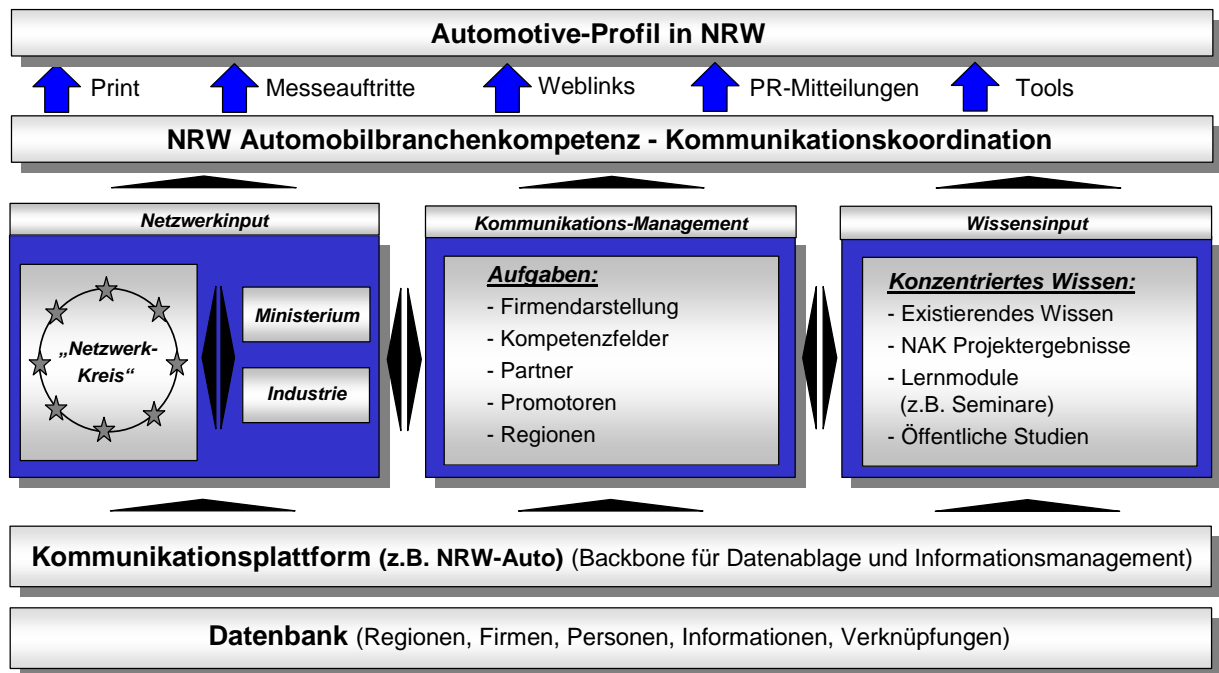 Automotive-Profil in NRW
Print
Messeauftritte
Weblinks
PR-Mitteilungen
Tools
NRW Automobilbranchenkompetenz - Kommunikationskoordination
Netzwerkinput
„Netzwerk-
Kreis“
Ministerium
Industrie
Kommunikations-Management
Aufgaben:
- Firmendarstellung
- Kompetenzfelder
- Partner
- Promotoren
- Regionen
Wissensinput
Konzentriertes Wissen:
- Existierendes Wissen
- NAK Projektergebnisse
- Lernmodule
(z.B. Seminare)
- Öffentliche Studien
Kommunikationsplattform (z.B. NRW-Auto) (Backbone für Datenablage und Informationsmanagement)
Datenbank (Regionen, Firmen, Personen, Informationen, Verknüpfungen)